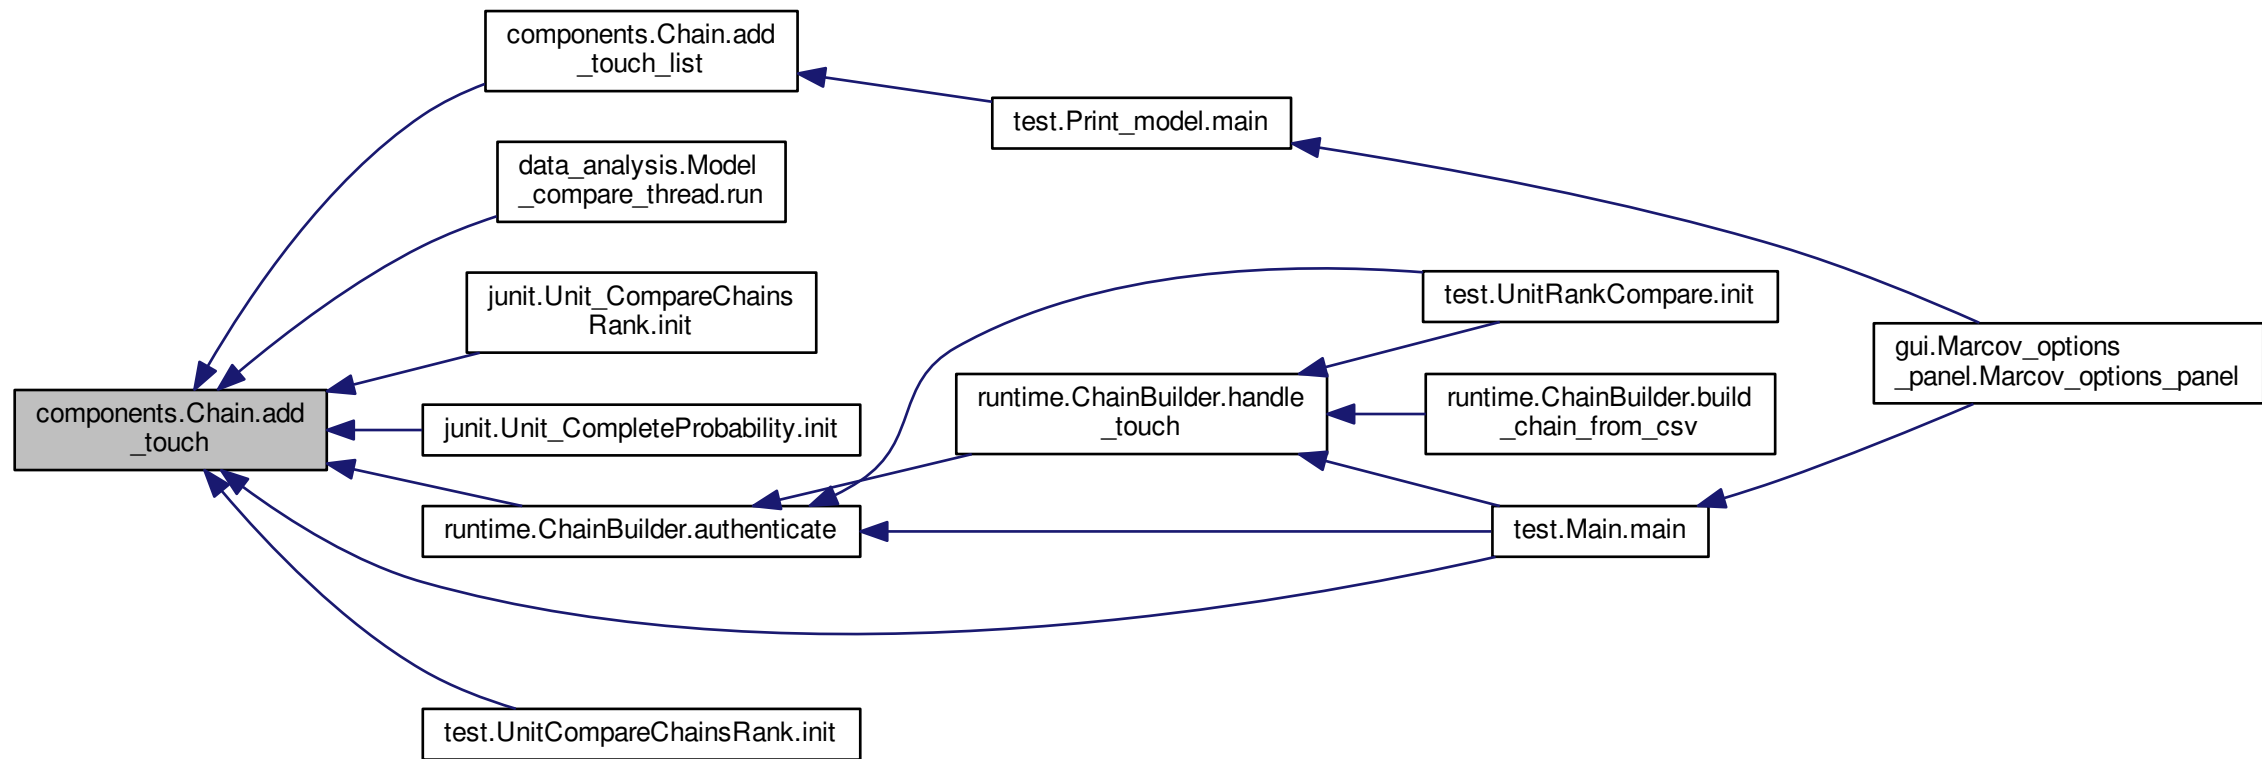 components.Chain.add
_touch_list
test.Print_model.main
data_analysis.Model
_compare_thread.run
junit.Unit_CompareChains
Rank.init
test.UnitRankCompare.init
gui.Marcov_options
_panel.Marcov_options_panel
components.Chain.add
_touch
junit.Unit_CompleteProbability.init
runtime.ChainBuilder.handle
_touch
runtime.ChainBuilder.build
_chain_from_csv
runtime.ChainBuilder.authenticate
test.Main.main
test.UnitCompareChainsRank.init